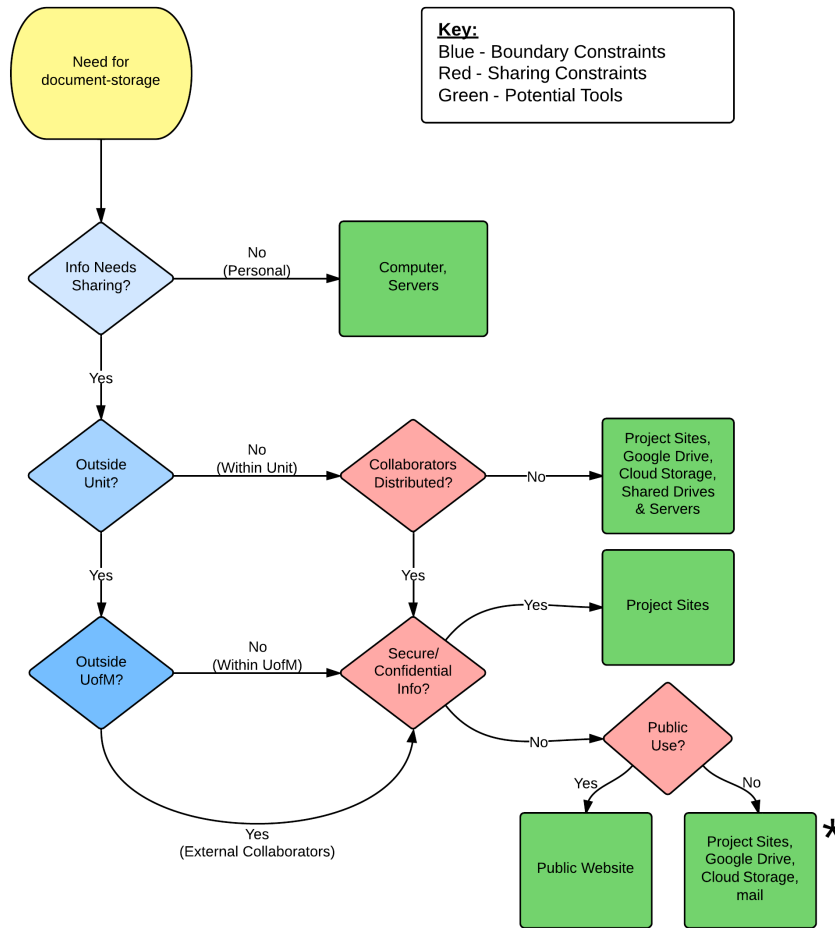 Need for
document-storage
Key:
Blue - Boundary Constraints
Red - Sharing Constraints
Green - Potential Tools
Info Needs
Sharing?
No
(Personal)
Computer,
Servers
Yes
Outside
Unit?
No
(Within Unit)
Collaborators
Distributed?
No
Project Sites,
Google Drive,
Cloud Storage,
Shared Drives
& Servers
Yes
Yes
Outside
UofM?
No
(Within UofM)
Secure/
Confidential
Info?
Yes
Project Sites
No
Public
Use?
Yes
(External Collaborators)
Yes
No
Public Website
Project Sites,
Google Drive,
Cloud Storage,
mail
*